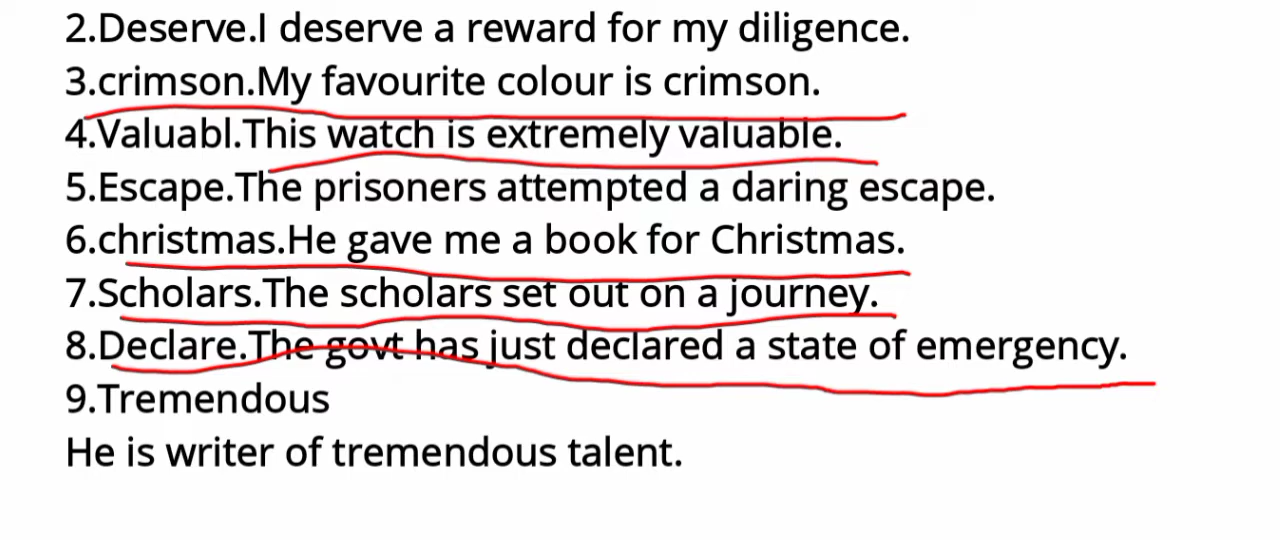 2.Deserve.I deserve a reward for my diligence.
3.crimson.My favourite colour is crimson.
4.Valuabl.This watch is extremely valuable.
5.Escape.The prisoners attempted a daring escape.
6.christmas.He gave me a book for Christmas.
7.Scholars.The scholars set out on a journey.
8.Declare.The govt has just declared a state of emergency.
9.Tremendous
He is writer of tremendous talent.